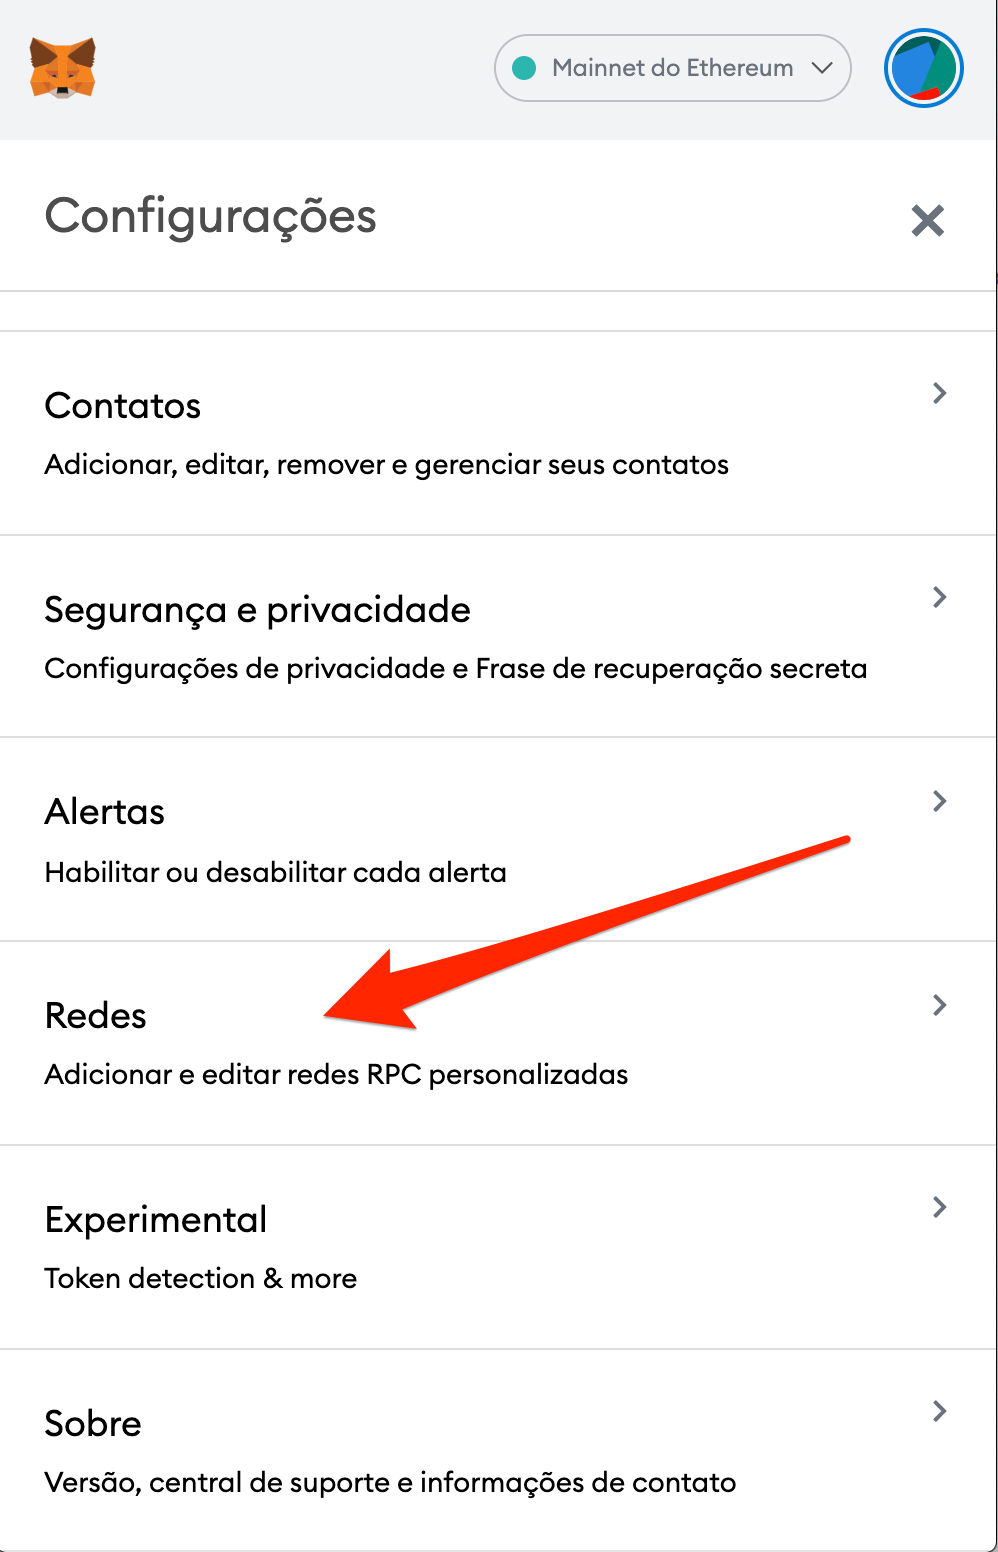 Mainnet do Ethereum
Configurações
Contatos
Adicionar, editar, remover e gerenciar seus contatos
Segurança e privacidade
Configurações de privacidade e Frase de recuperação secreta
Alertas
Habilitar ou desabilitar cada alerta
Redes
Adicionar e editar redes RPC personalizadas
Experimental
Token detection & more
Sobre
Versão, central de suporte e informações de contato